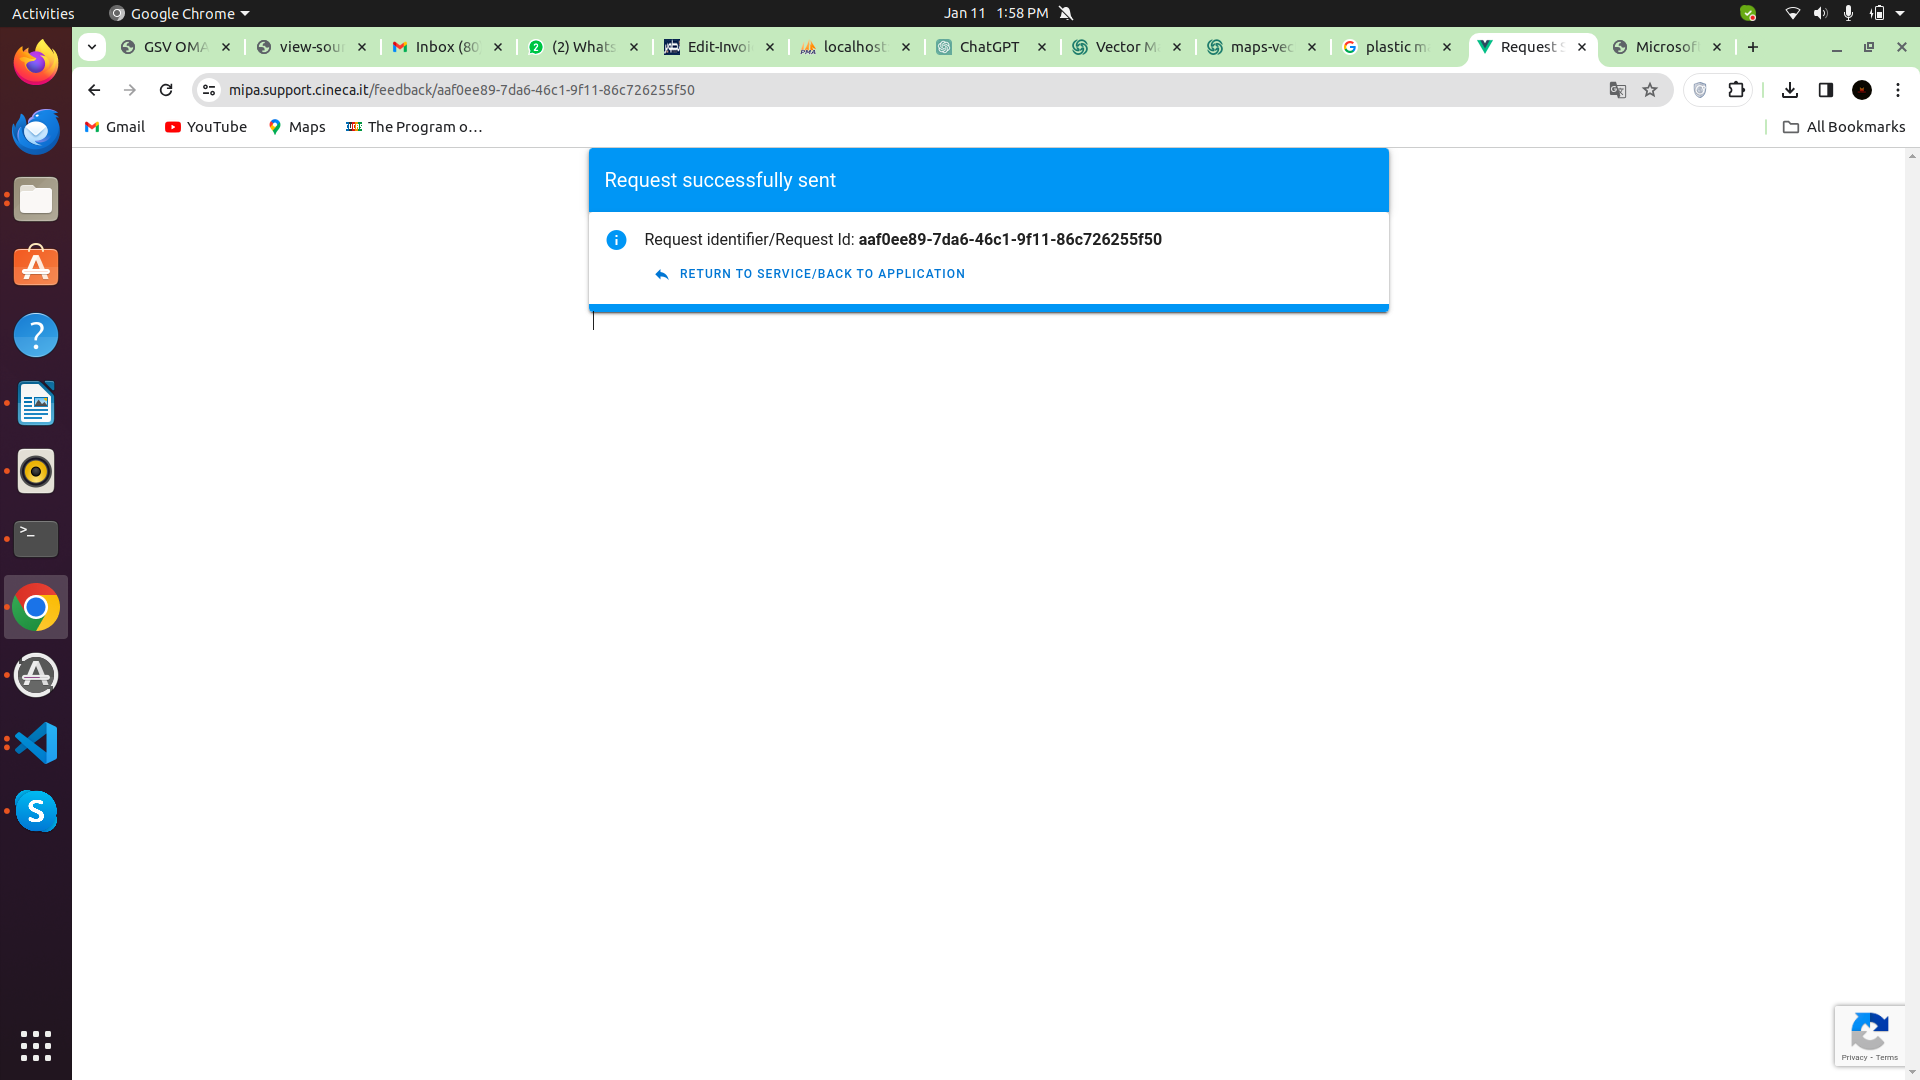 Activities
Google Chrome
Jan 11 1:58 PM
GSV OMA
view-sou
Inbox (80
2
(2) Whats
Edit-Invoi
PMA
localhost
ChatGPT
Vector M
maps-vec
plastic m
Request S
Microsof
mipa.support.cineca.it/feedback/aaf0ee89-7da6-46c1-9f11-86c726255f50
Gmail
YouTube
Maps
The Program o…
All Bookmarks
Request successfully sent
Request identifier/Request Id: aaf0ee89-7da6-46c1-9f11-86c726255f50
RETURN TO SERVICE/BACK TO APPLICATION
Privacy - Terms